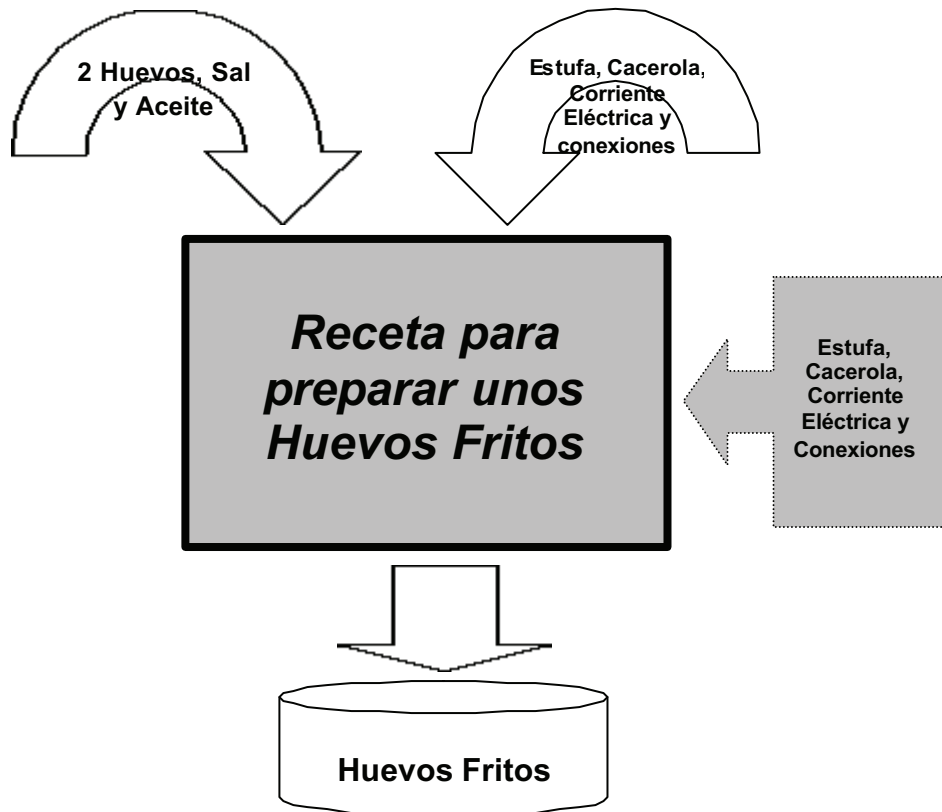 2 Huevos, Sal
y Aceite
Estufa, Cacerola,
Corriente
Eléctrica y
conexiones
Receta para
preparar unos
Huevos Fritos
Estufa,
Cacerola,
Corriente
Eléctrica y
Conexiones
Huevos Fritos